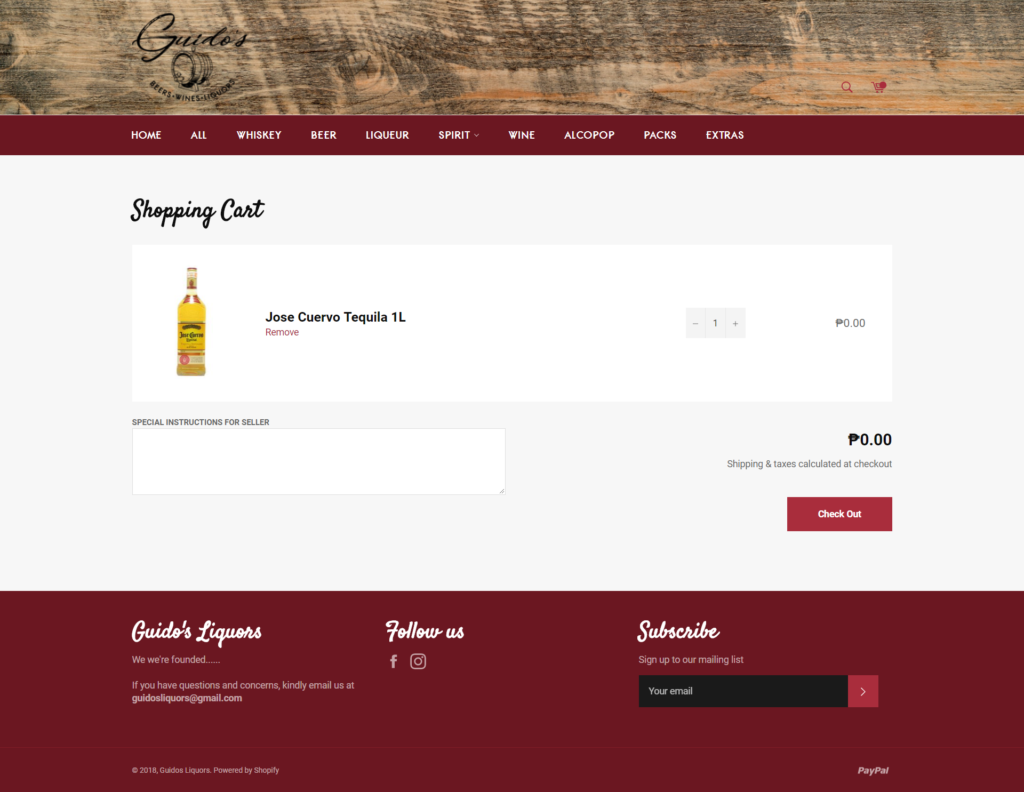 Guido's
BEERS • WINES • LIQUORS
HOME ALL WHISKEY BEER LIQUEUR SPIRIT WINE ALCOPOP PACKS EXTRAS
Shopping Cart
Jose Cuervo
Jose Cuervo Tequila 1L
Remove
− 1 +
₱0.00
SPECIAL INSTRUCTIONS FOR SELLER
₱0.00
Shipping & taxes calculated at checkout
Check Out
Guido's Liquors
We we're founded......
If you have questions and concerns, kindly email us at
guidosliquors@gmail.com
Follow us
Subscribe
Sign up to our mailing list
Your email
© 2018, Guidos Liquors. Powered by Shopify
PayPal